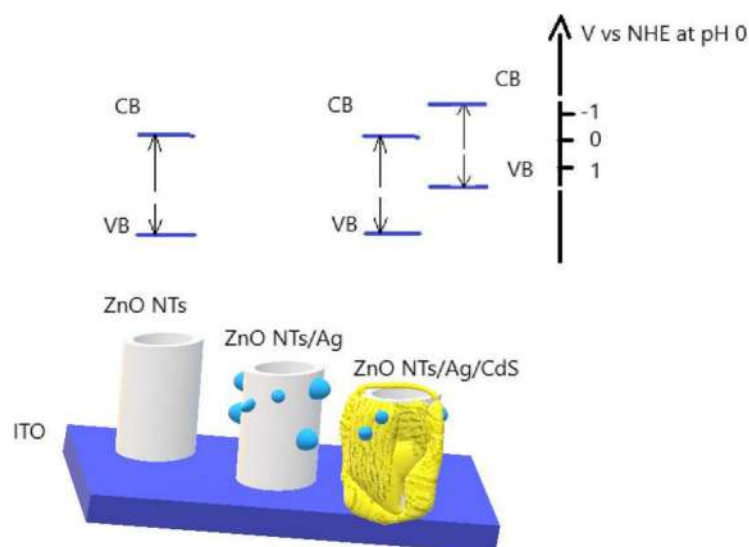 V vs NHE at pH 0
CB
CB
CB
-1
0
VB
1
VB
VB
ZnO NTs
ZnO NTs/Ag
ZnO NTs/Ag/CdS
ITO